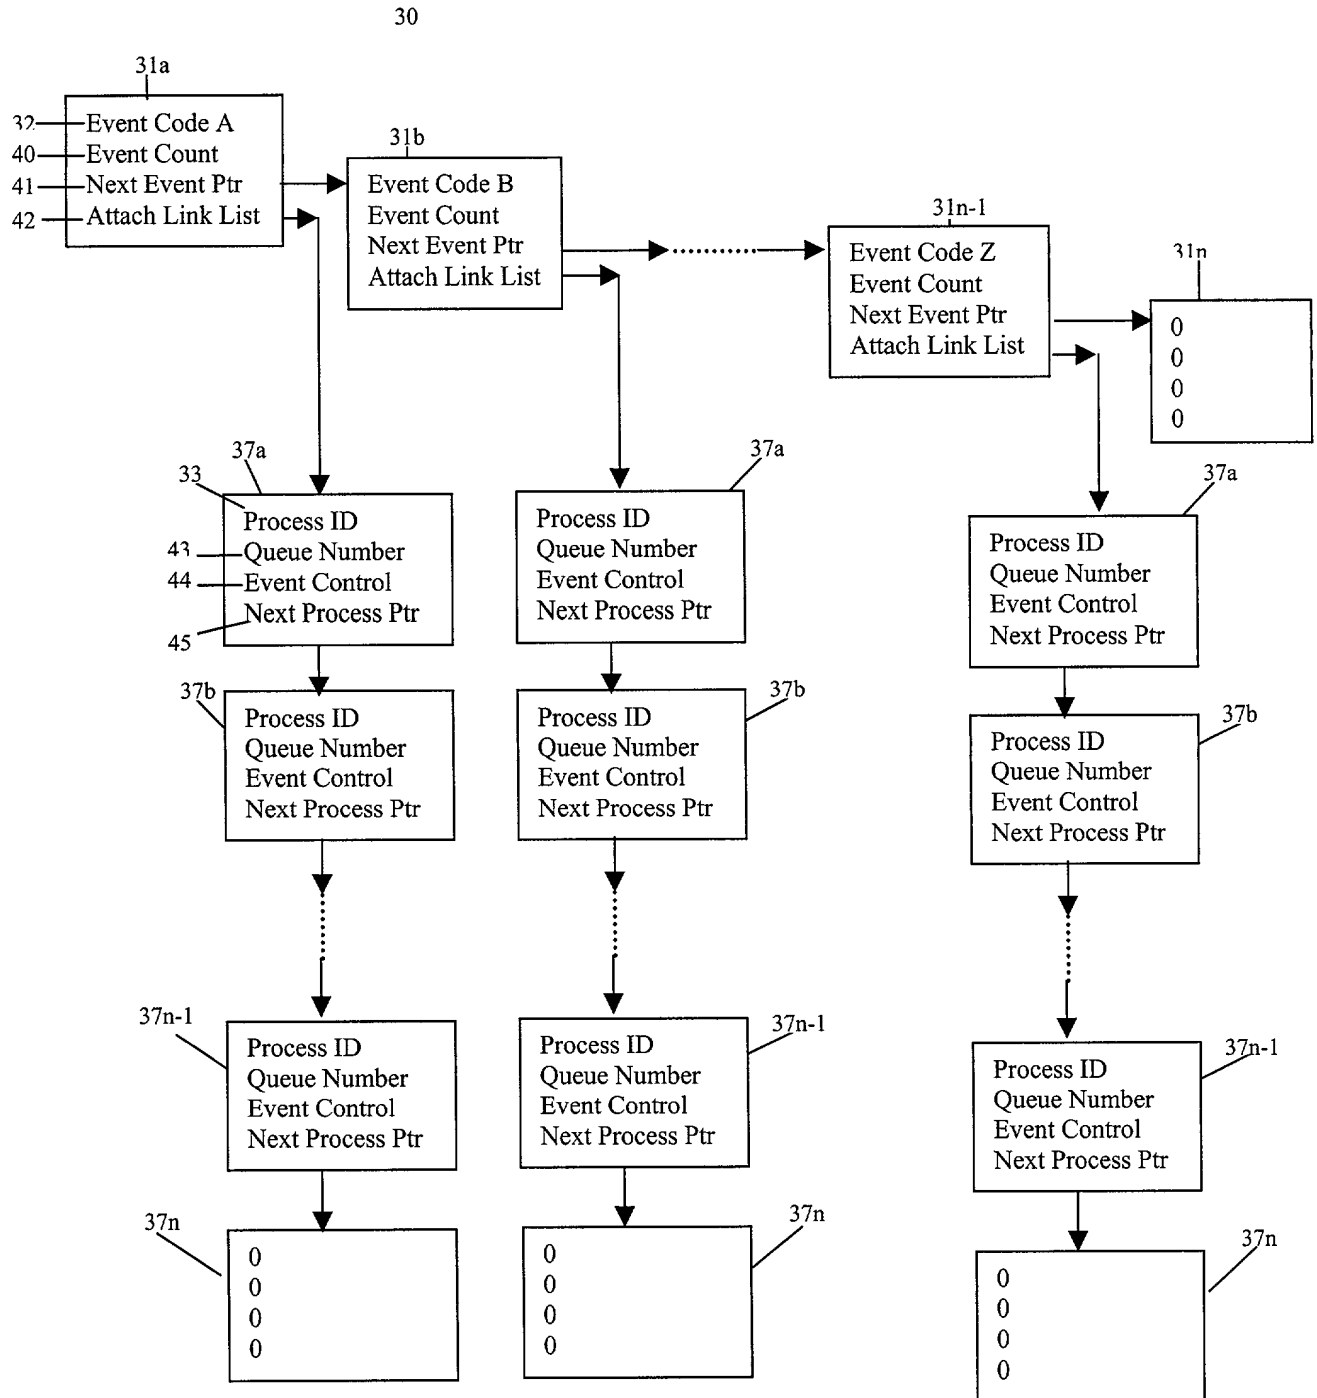 30
31a
32 Event Code A
40 Event Count
41 Next Event Ptr
42 Attach Link List
31b
Event Code B
Event Count
Next Event Ptr
Attach Link List
31n-1
Event Code Z
Event Count
Next Event Ptr
Attach Link List
31n
0
0
0
0
37a
33
Process ID
43 Queue Number
44 Event Control
Next Process Ptr
45
37a
Process ID
Queue Number
Event Control
Next Process Ptr
37a
Process ID
Queue Number
Event Control
Next Process Ptr
37b
Process ID
Queue Number
Event Control
Next Process Ptr
37b
Process ID
Queue Number
Event Control
Next Process Ptr
37b
Process ID
Queue Number
Event Control
Next Process Ptr
37n-1
Process ID
Queue Number
Event Control
Next Process Ptr
37n-1
Process ID
Queue Number
Event Control
Next Process Ptr
37n-1
Process ID
Queue Number
Event Control
Next Process Ptr
37n
0
0
0
0
37n
0
0
0
0
37n
0
0
0
0